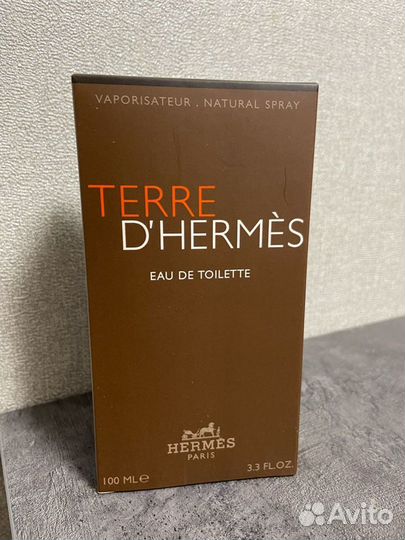 VAPORISATEUR . NATURAL SPRAY
TERRE
D'HERMÈS
EAU DE TOILETTE
HERMÈS
PARIS
100 ML℮ 3.3 FL.OZ.
Avito